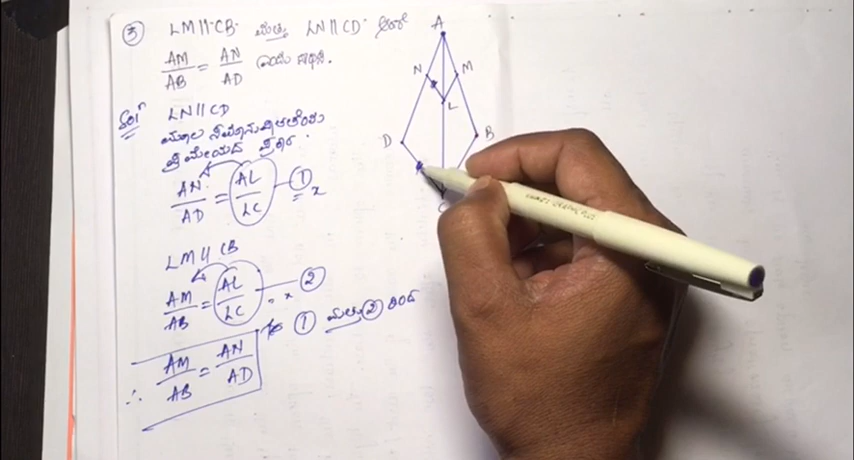 ③ LM || CB. ಮತ್ತು LN || CD ಆದರೆ
AM/AB = AN/AD ಎಂದು ಸಾಧಿಸಿ.
LN || CD
ಮೂಲ ಸಮಾನುಪಾತತೆಯ
ಪ್ರಮೇಯದ ಪ್ರಕಾರ.
AN/AD = AL/LC — ① = x
LM || CB
AM/AB = AL/LC — ② = x
① ಮತ್ತು ② ರಿಂದ
∴ AM/AB = AN/AD
A
N M
L
D B